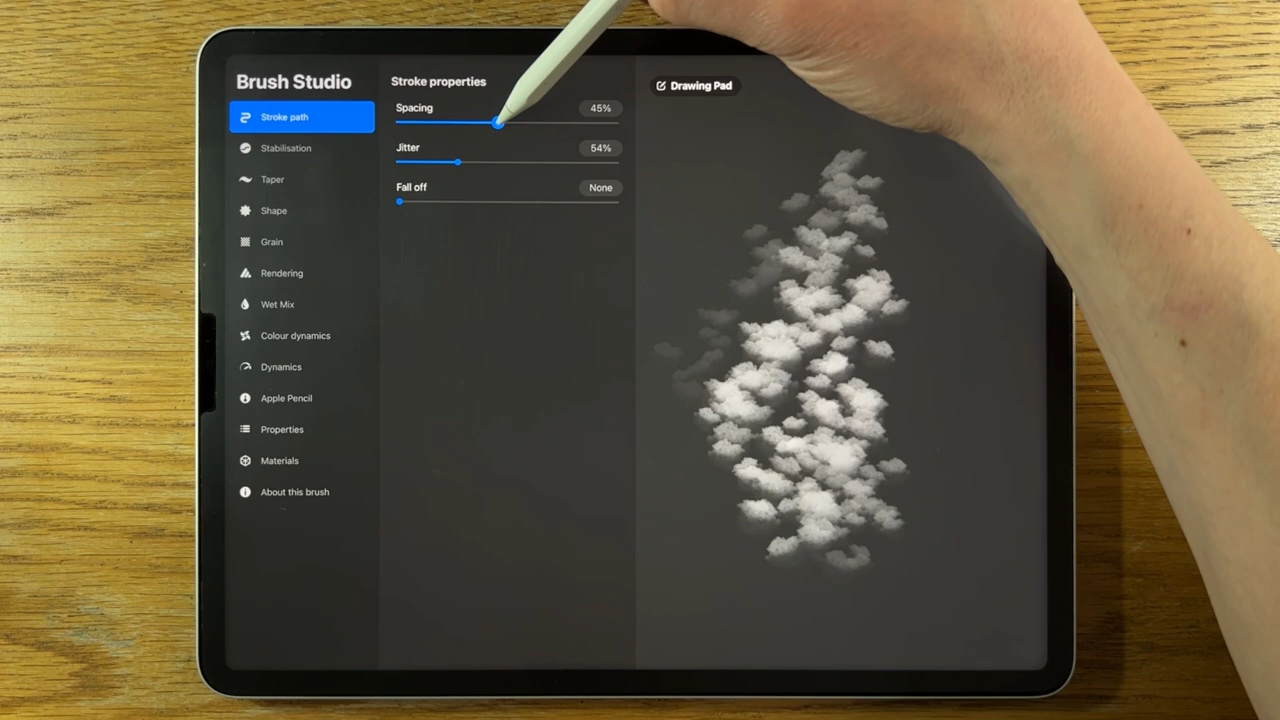 Brush Studio
Stroke path
Stabilisation
Taper
Shape
Grain
Rendering
Wet Mix
Colour dynamics
Dynamics
Apple Pencil
Properties
Materials
About this brush
Stroke properties
Spacing 45%
Jitter 54%
Fall off None
Drawing Pad